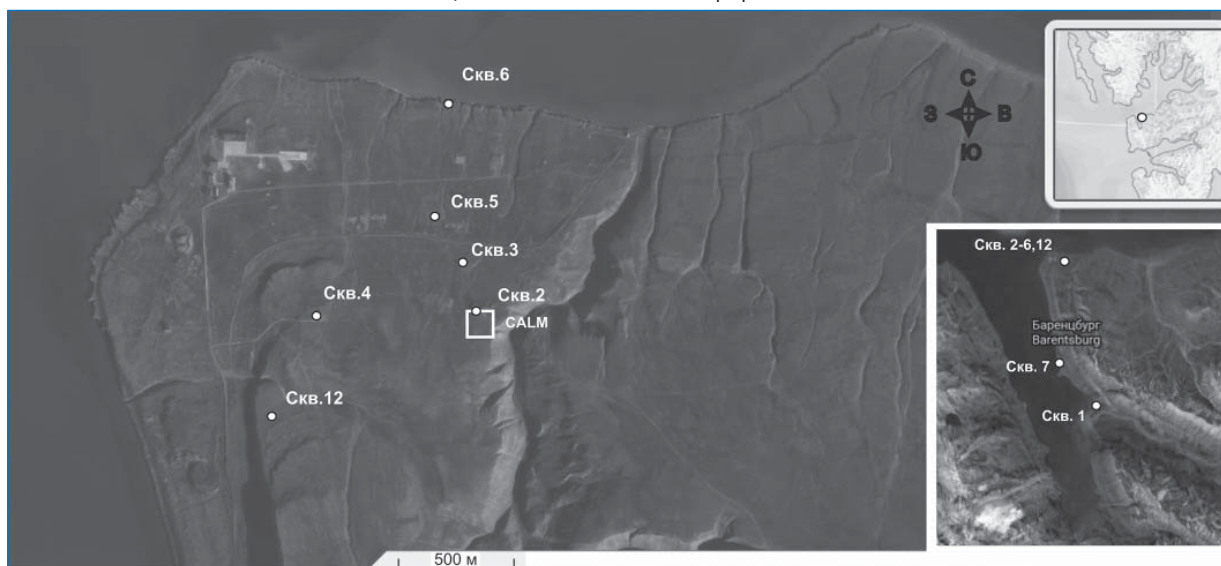 Скв.6
С
З
В
Ю
Скв.5
Скв.3
Скв.4
Скв.2
CALM
Скв.12
500 м
Скв. 2-6,12
Баренцбург
Barentsburg
Скв. 7
Скв. 1